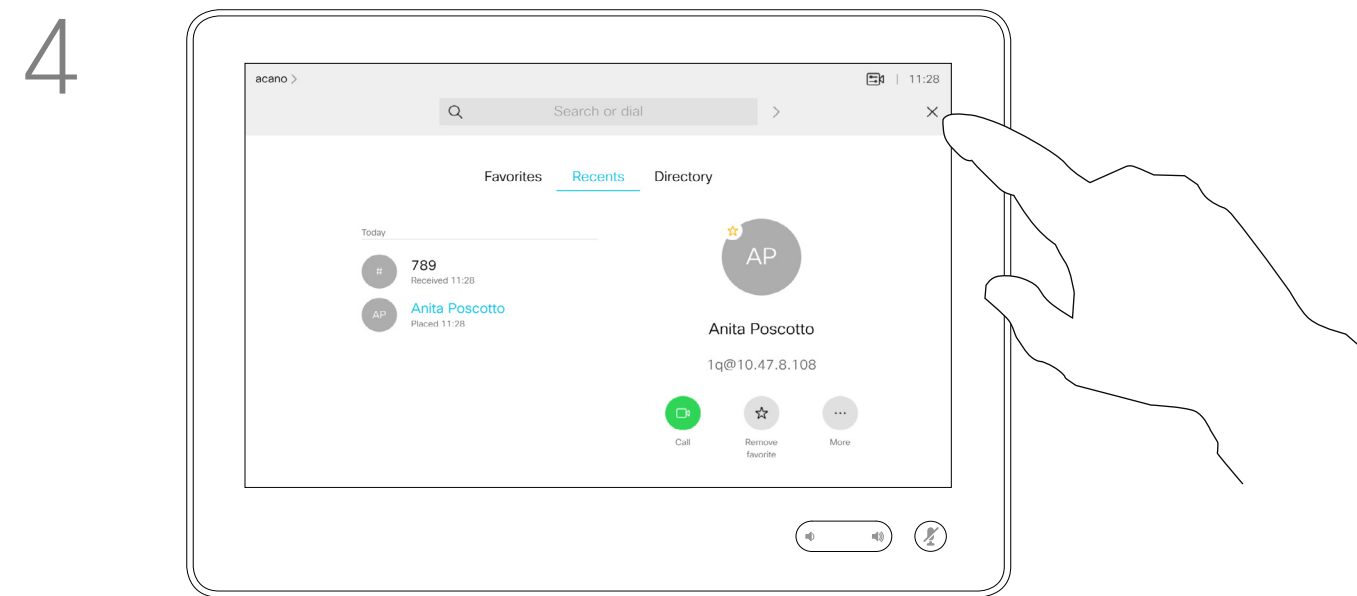 4
acano >
11:28
Search or dial
Favorites Recents Directory
Today
#
789
Received 11:28
AP
Anita Poscotto
Placed 11:28
AP
Anita Poscotto
1q@10.47.8.108
Call
Remove
favorite
More